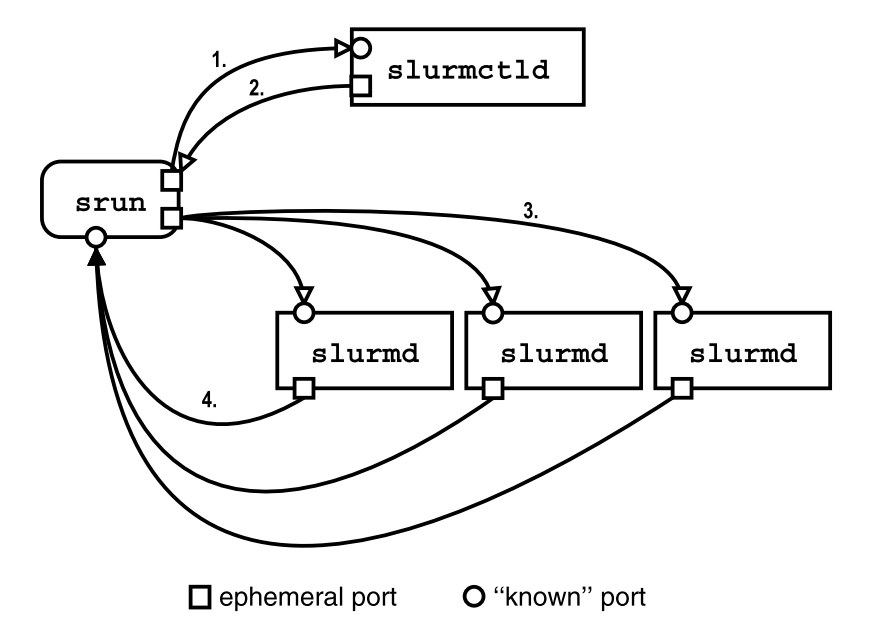 1.
slurmctld
2.
srun
3.
slurmd
slurmd
slurmd
4.
ephemeral port
“known” port